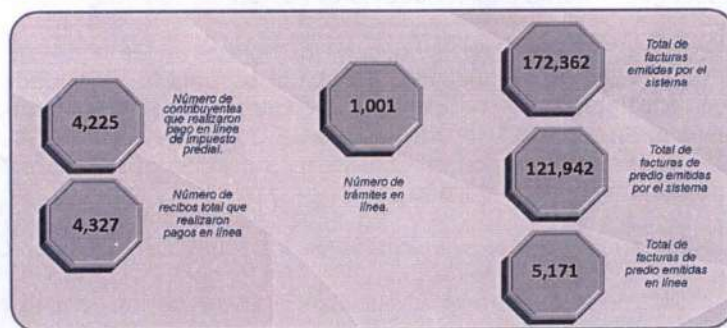 4,225
Número de
contribuyentes
que realizaron
pago en línea
de impuesto
predial.
4,327
Número de
recibos total que
realizaron
pagos en línea
1,001
Número de
trámites en
línea.
172,362
Total de
facturas
emitidas por el
sistema
121,942
Total de
facturas de
predio emitidas
por el sistema
5,171
Total de
facturas de
predio emitidas
en línea